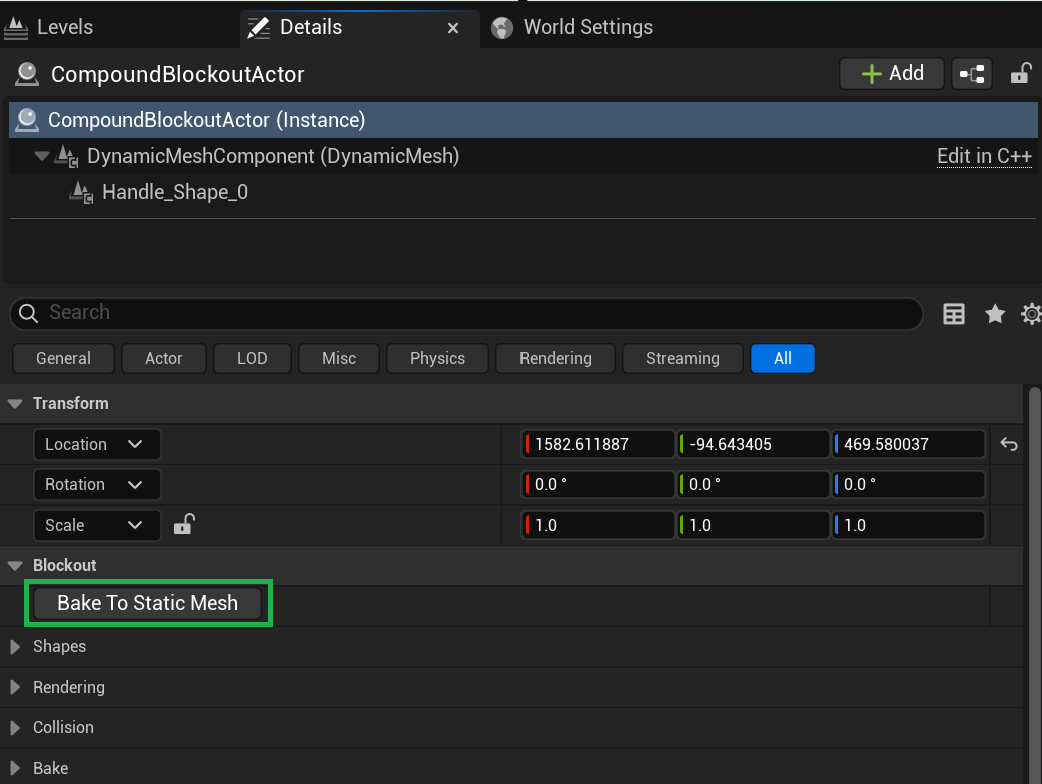 Levels Details World Settings
CompoundBlockoutActor Add
CompoundBlockoutActor (Instance)
DynamicMeshComponent (DynamicMesh) Edit in C++
Handle_Shape_0
Search
General Actor LOD Misc Physics Rendering Streaming All
Transform
Location 1582.611887 -94.643405 469.580037
Rotation 0.0 ° 0.0 ° 0.0 °
Scale 1.0 1.0 1.0
Blockout
Bake To Static Mesh
Shapes
Rendering
Collision
Bake